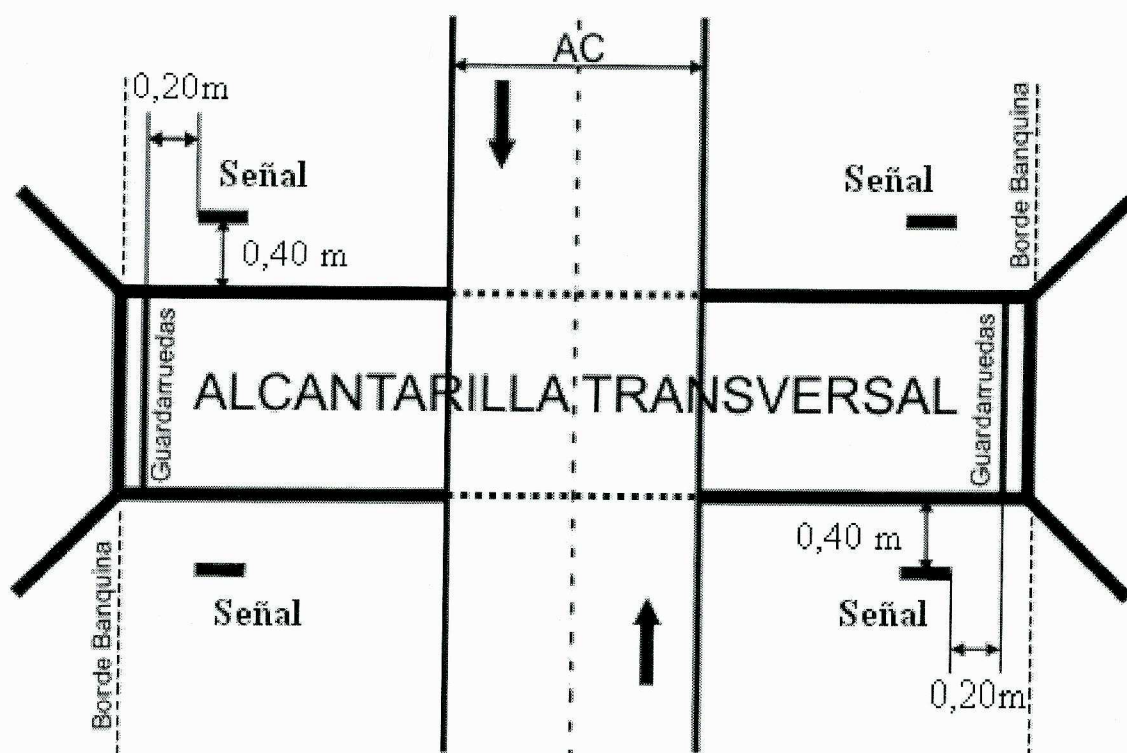 AC
0,20m
Señal
Señal
Borde Banquina
0,40 m
Guardarruedas
ALCANTARILLA TRANSVERSAL
Guardarruedas
0,40 m
Borde Banquina
Señal
Señal
0,20m